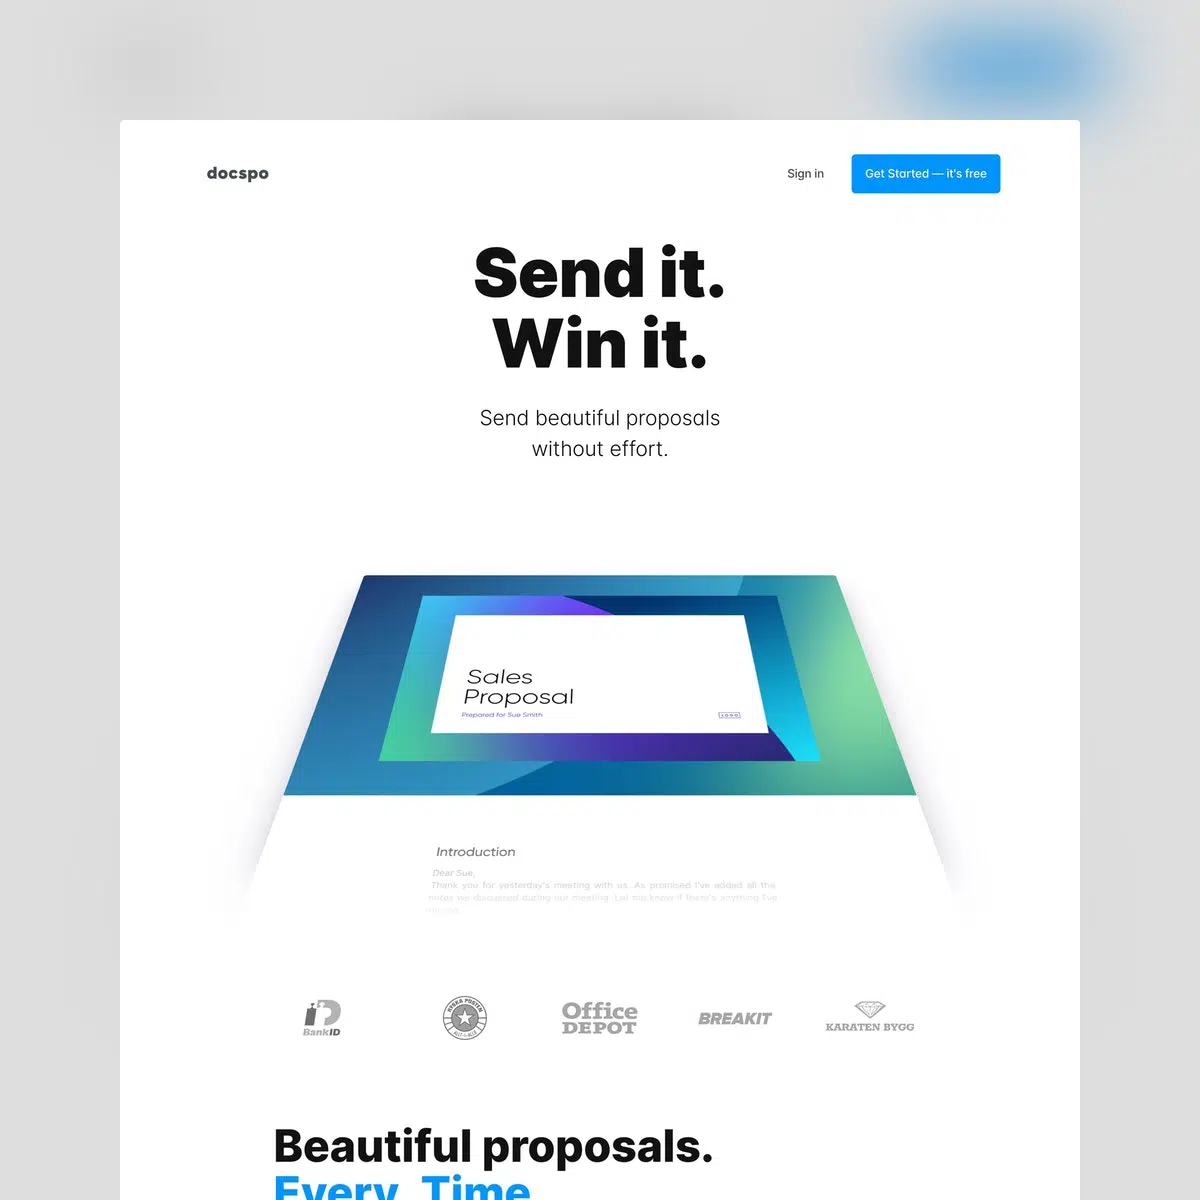 docspo
Sign in
Get Started — it's free
Send it.
Win it.
Send beautiful proposals
without effort.
Sales
Proposal
Prepared for Sue Smith
LOGO
Introduction
Dear Sue,
Thank you for yesterday's meeting with us. As promised I've added all the
notes we discussed during our meeting. Let me know if there's anything I've
BankID
Office
DEPOT
BREAKIT
KARATEN BYGG
Beautiful proposals.
Every. Time.